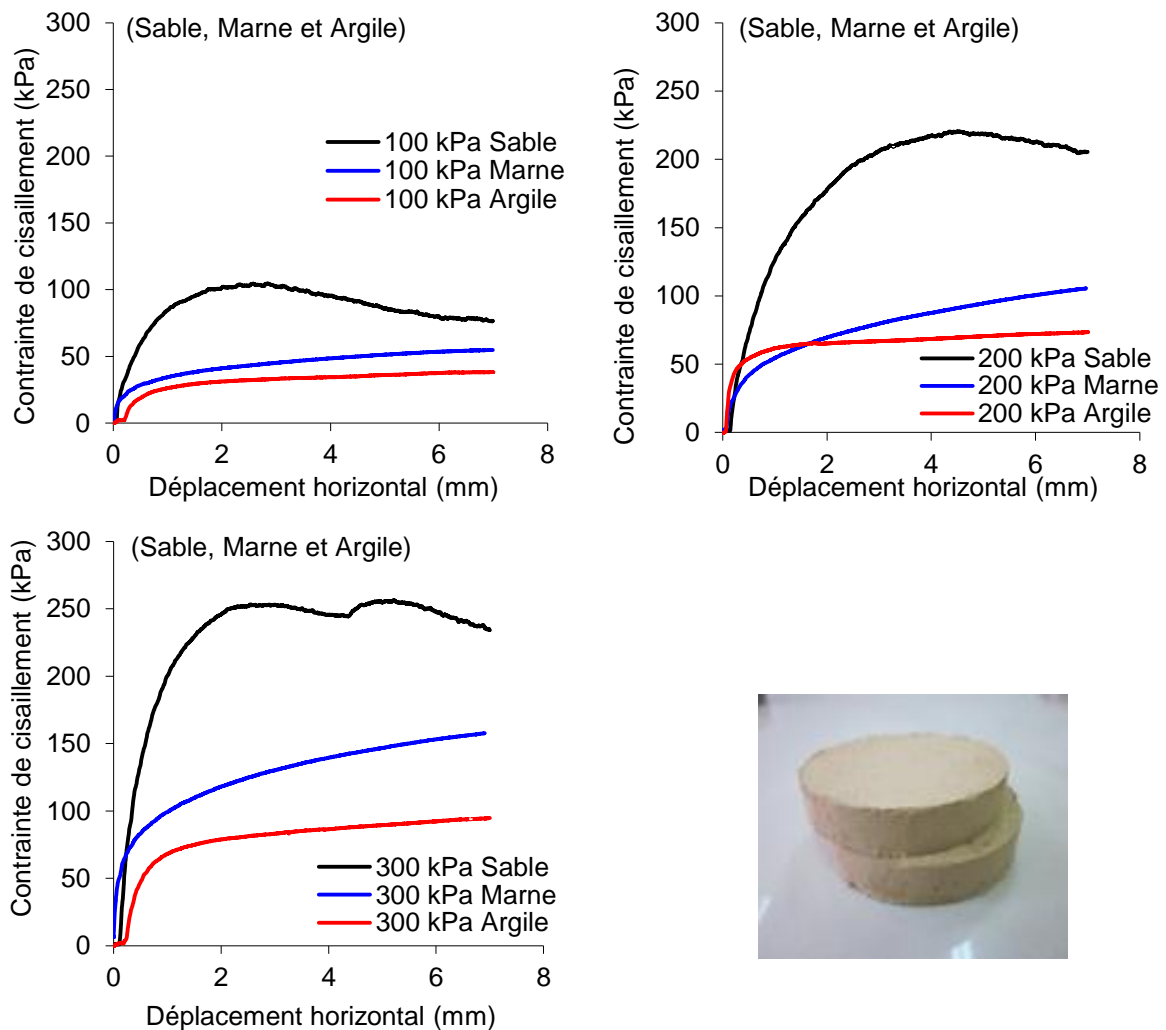 (Sable, Marne et Argile)
Contrainte de cisaillement (kPa)
300
250
200
150
100
50
0
100 kPa Sable
100 kPa Marne
100 kPa Argile
0 2 4 6 8
Déplacement horizontal (mm)
(Sable, Marne et Argile)
Contrainte de cisaillement (kPa)
300
250
200
150
100
50
0
200 kPa Sable
200 kPa Marne
200 kPa Argile
0 2 4 6 8
Déplacement horizontal (mm)
(Sable, Marne et Argile)
Contrainte de cisaillement (kPa)
300
250
200
150
100
50
0
300 kPa Sable
300 kPa Marne
300 kPa Argile
0 2 4 6 8
Déplacement horizontal (mm)